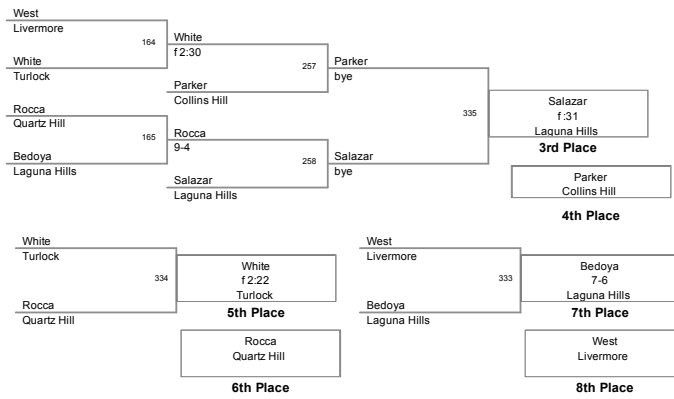 West
Livermore
164
White
f 2:30
White
Turlock
257
Parker
bye
Parker
Collins Hill
Rocca
Quartz Hill
335
Salazar
f :31
Laguna Hills
3rd Place
165
Rocca
9-4
Bedoya
Laguna Hills
258
Salazar
bye
Salazar
Laguna Hills
Parker
Collins Hill
4th Place
White
Turlock
334
White
f 2:22
Turlock
5th Place
Rocca
Quartz Hill
Rocca
Quartz Hill
6th Place
West
Livermore
333
Bedoya
7-6
Laguna Hills
7th Place
Bedoya
Laguna Hills
West
Livermore
8th Place